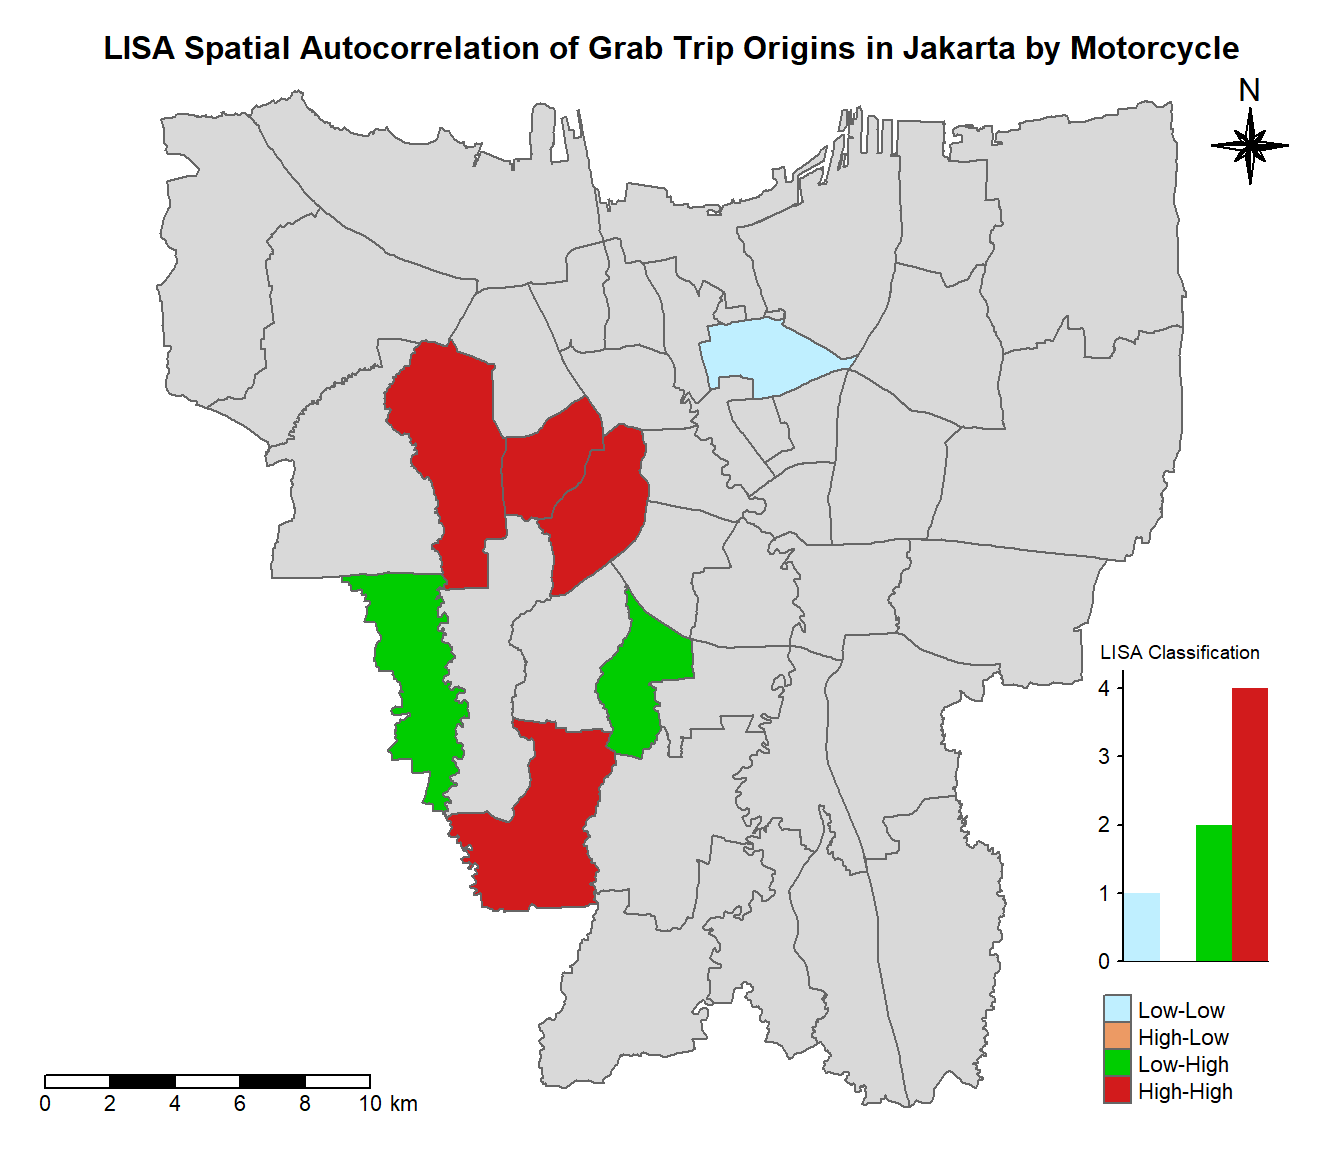 LISA Spatial Autocorrelation of Grab Trip Origins in Jakarta by Motorcycle
N
LISA Classification
4
3
2
1
0
Low-Low
High-Low
Low-High
High-High
0 2 4 6 8 10 km